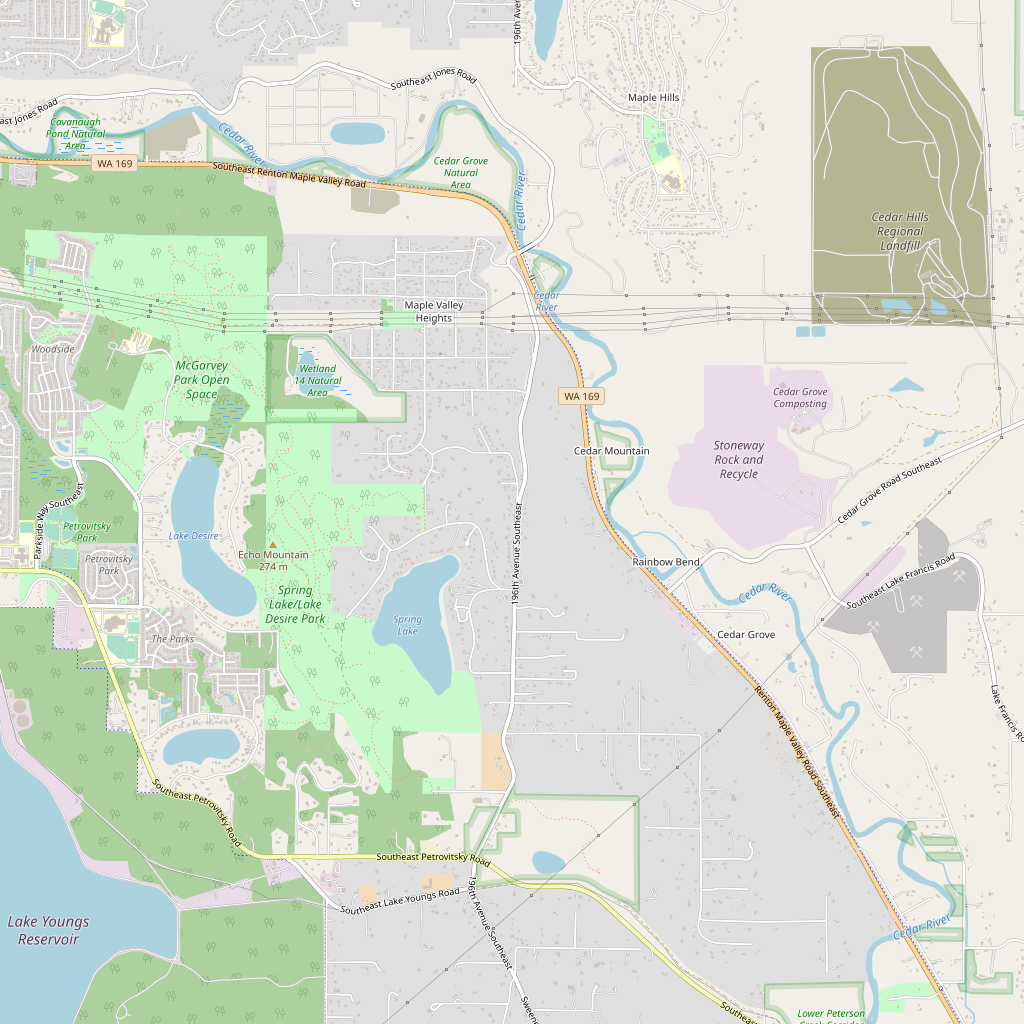 196th Aven
Southeast Jones Road
Maple Hills
ast Jones Road
Cavanaugh
Pond Natural
Area
Cedar River
WA 169
Southeast Renton Maple Valley Road
Cedar Grove
Natural
Area
Cedar River
Cedar Hills
Regional
Landfill
Cedar
River
Maple Valley
Heights
Woodside
McGarvey
Park Open
Space
Wetland
14 Natural
Area
WA 169
Cedar Grove
Composting
Stoneway
Rock and
Recycle
Cedar Mountain
Cedar Grove Road Southeast
Parkside Way Southeast
Petrovitsky
Park
Lake Desire
Echo Mountain
274 m
Petrovitsky
Park
196th Avenue Southeast
Rainbow Bend
Southeast Lake Francis Road
Cedar River
Spring
Lake/Lake
Desire Park
Spring
Lake
The Parks
Cedar Grove
Lake Francis Ro
Renton Maple Valley Road Southeast
Southeast Petrovitsky Road
Southeast Petrovitsky Road
Southeast Lake Youngs Road
196th Avenue Southeast
Lake Youngs
Reservoir
Cedar River
Sweene
Southeast
Lower Peterson
Creek Corridor